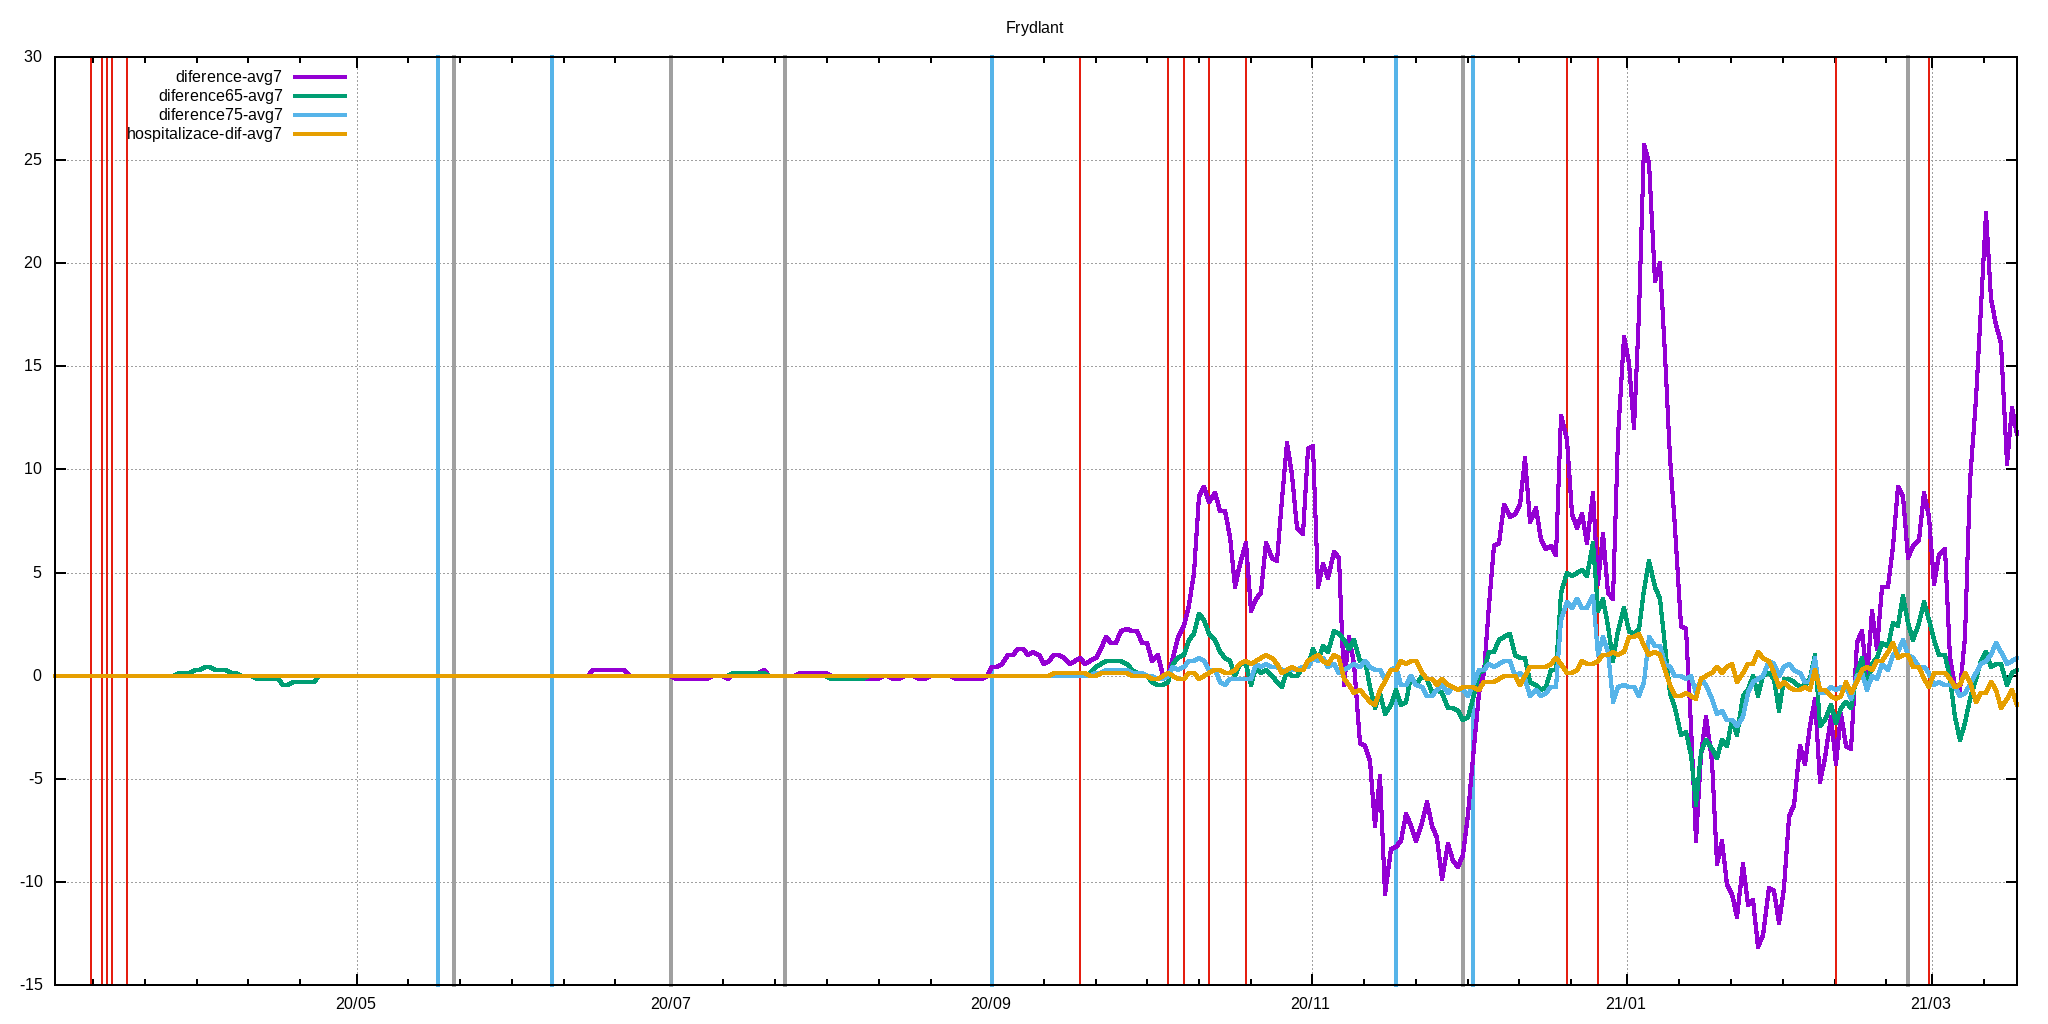 Frydlant
30
diference-avg7
diference65-avg7
diference75-avg7
hospitalizace-dif-avg7
25
20
15
10
5
0
-5
-10
-15
20/05 20/07 20/09 20/11 21/01 21/03